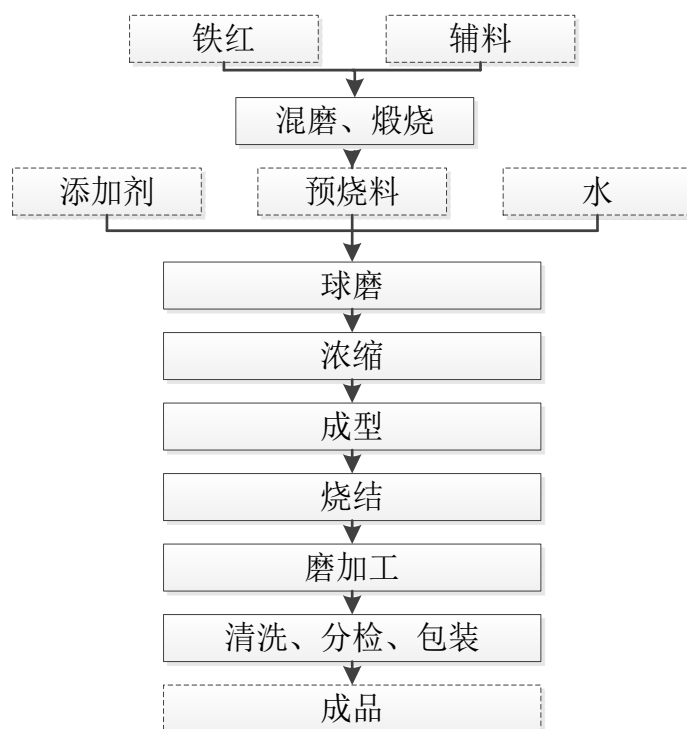 铁红 辅料
混磨、煅烧
添加剂 预烧料 水
球磨
浓缩
成型
烧结
磨加工
清洗、分检、包装
成品